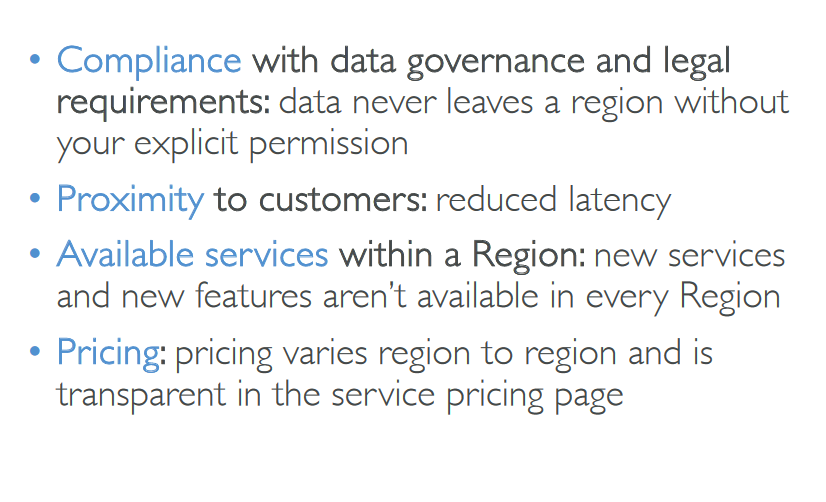 • Compliance with data governance and legal
requirements: data never leaves a region without
your explicit permission
• Proximity to customers: reduced latency
• Available services within a Region: new services
and new features aren’t available in every Region
• Pricing: pricing varies region to region and is
transparent in the service pricing page